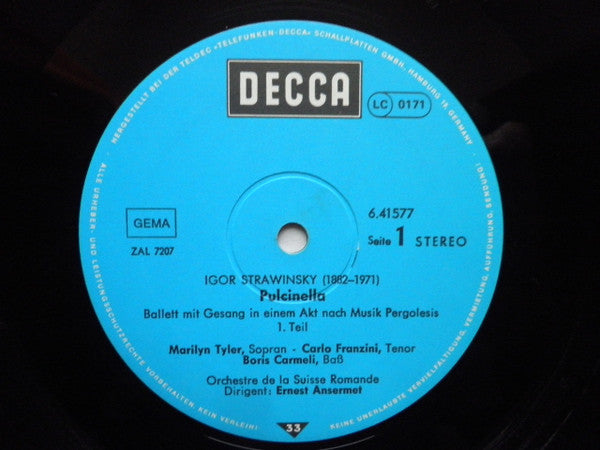 HERGESTELLT BEI DER TELDEC »TELEFUNKEN-DECCA« SCHALLPLATTEN GMBH, HAMBURG 19, GERMANY
DECCA
LC 0171
GEMA
ZAL 7207
6.41577
Seite 1 STEREO
IGOR STRAWINSKY (1882–1971)
Pulcinella
Ballett mit Gesang in einem Akt nach Musik Pergolesis
1. Teil
Marilyn Tyler, Sopran - Carlo Franzini, Tenor
Boris Carmeli, Baß
Orchestre de la Suisse Romande
Dirigent: Ernest Ansermet
33
ALLE URHEBER- UND LEISTUNGSSCHUTZRECHTE VORBEHALTEN. KEIN VERLEIH!
KEINE UNERLAUBTE VERVIELFÄLTIGUNG, VERMIETUNG, AUFFÜHRUNG, SENDUNG!